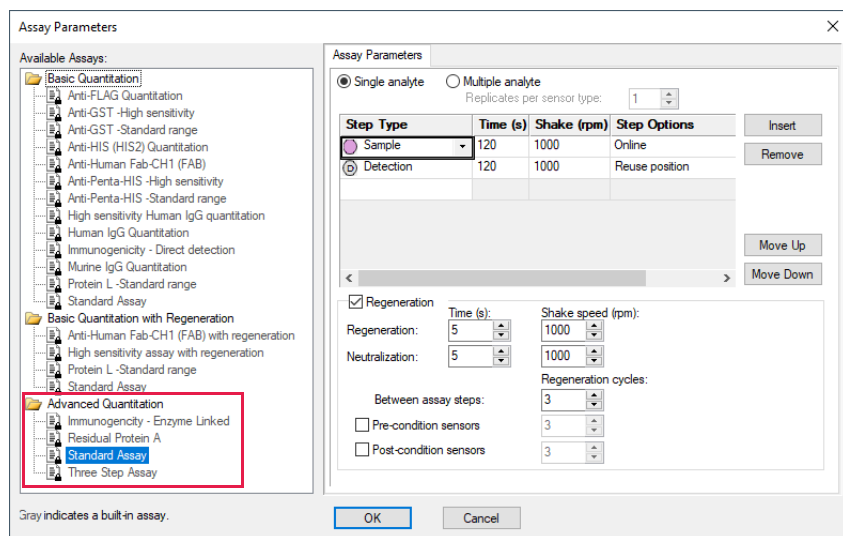 Assay Parameters
Available Assays:
Basic Quantitation
Anti-FLAG Quantitation
Anti-GST -High sensitivity
Anti-GST -Standard range
Anti-HIS (HIS2) Quantitation
Anti-Human Fab-CH1 (FAB)
Anti-Penta-HIS -High sensitivity
Anti-Penta-HIS -Standard range
High sensitivity Human IgG quantitation
Human IgG Quantitation
Immunogenicity - Direct detection
Murine IgG Quantitation
Protein L -Standard range
Standard Assay
Basic Quantitation with Regeneration
Anti-Human Fab-CH1 (FAB) with regeneration
High sensitivity assay with regeneration
Protein L -Standard range
Standard Assay
Advanced Quantitation
Immunogencity - Enzyme Linked
Residual Protein A
Standard Assay
Three Step Assay
Gray indicates a built-in assay.
Assay Parameters
Single analyte Multiple analyte
Replicates per sensor type: 1
Step Type Time (s) Shake (rpm) Step Options
Sample 120 1000 Online
D Detection 120 1000 Reuse position
Insert
Remove
Move Up
Move Down
Regeneration
Time (s): Shake speed (rpm):
Regeneration: 5 1000
Neutralization: 5 1000
Regeneration cycles:
Between assay steps: 3
Pre-condition sensors 3
Post-condition sensors 3
OK Cancel